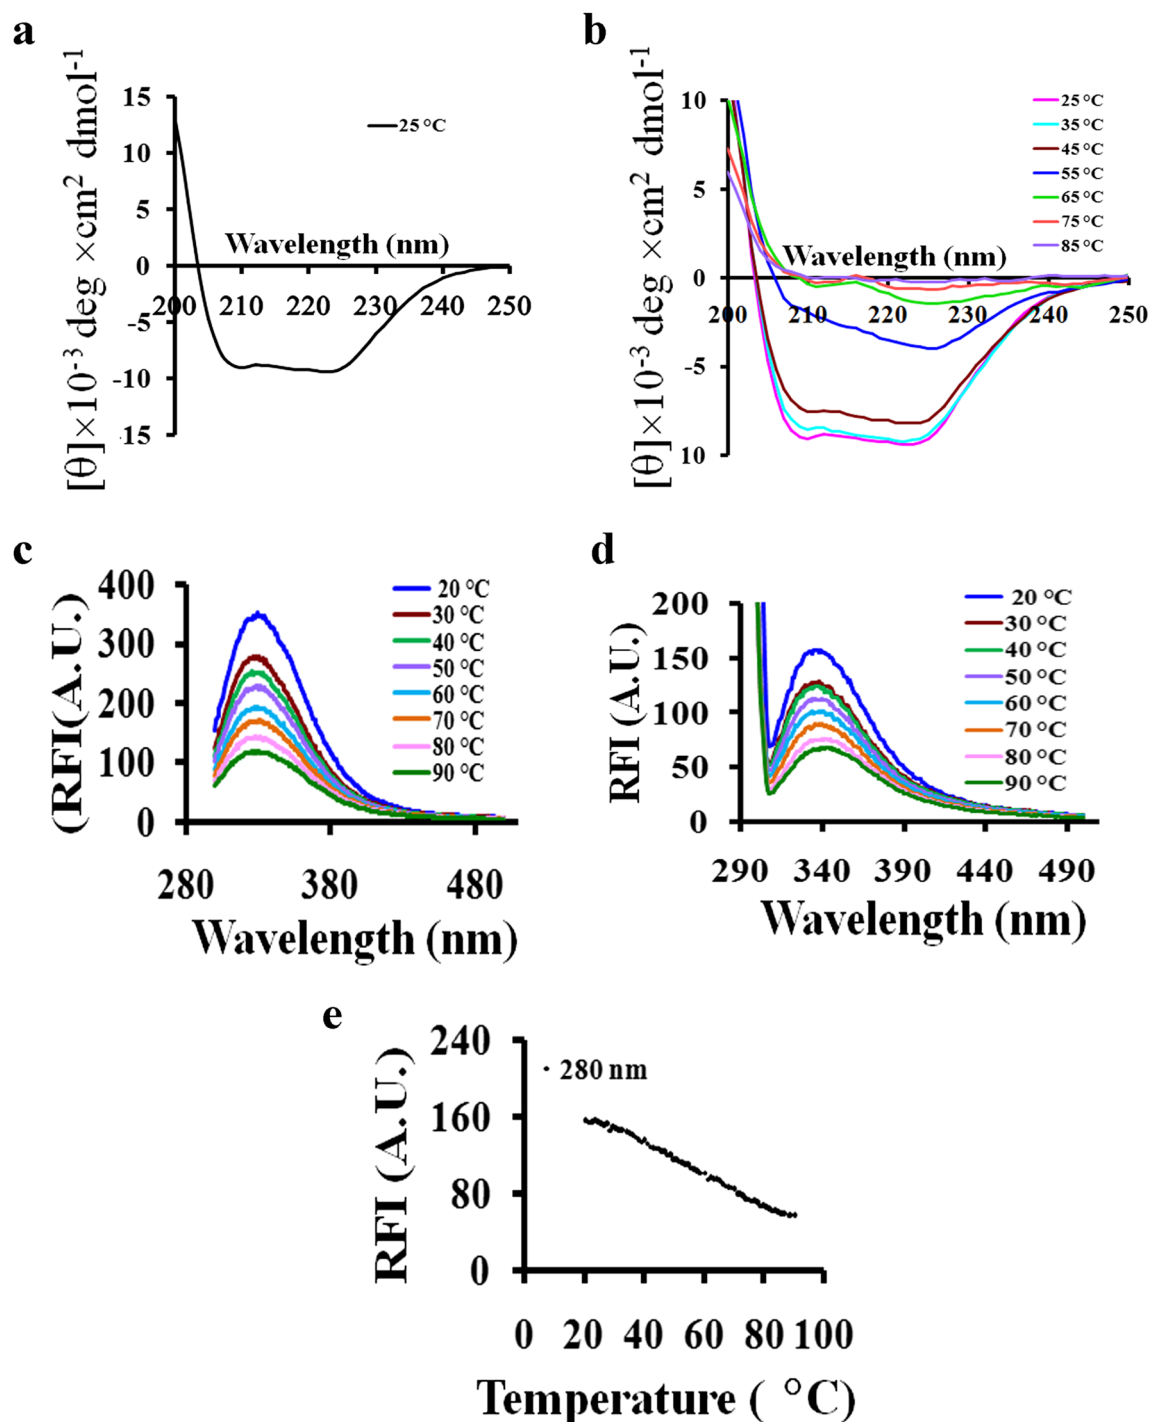 a
[θ]×10-3 deg ×cm2 dmol-1
15
10
5
0
-5
-10
15
25 °C
Wavelength (nm)
200 210 220 230 240 250
b
[θ]×10-3 deg ×cm2 dmol-1
10
5
0
-5
10
25 °C
35 °C
45 °C
55 °C
65 °C
75 °C
85 °C
Wavelength (nm)
200 210 220 230 240 250
c
(RFI(A.U.)
400
300
200
100
0
20 °C
30 °C
40 °C
50 °C
60 °C
70 °C
80 °C
90 °C
280 380 480
Wavelength (nm)
d
RFI (A.U.)
200
150
100
50
0
20 °C
30 °C
40 °C
50 °C
60 °C
70 °C
80 °C
90 °C
290 340 390 440 490
Wavelength (nm)
e
RFI (A.U.)
240
160
80
0
280 nm
0 20 40 60 80 100
Temperature ( °C)